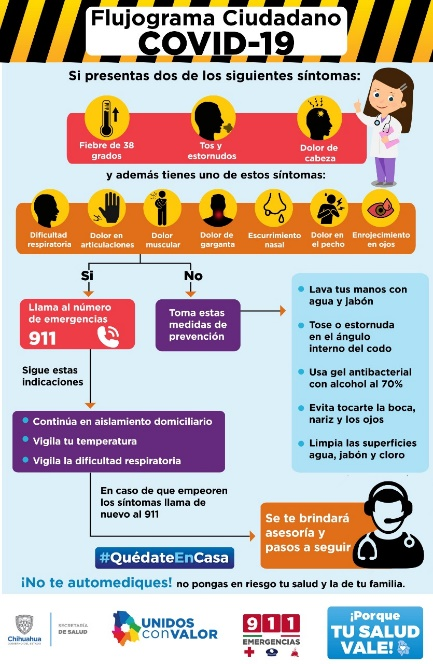 Flujograma Ciudadano
COVID-19
Si presentas dos de los siguientes síntomas:
Fiebre de 38
grados
Tos y
estornudos
Dolor de
cabeza
y además tienes uno de estos síntomas:
Dificultad
respiratoria
Dolor en
articulaciones
Dolor
muscular
Dolor de
garganta
Escurrimiento
nasal
Dolor en
el pecho
Enrojecimiento
en ojos
Si
No
Llama al número
de emergencias
911
Toma estas
medidas de
prevención
Lava tus manos con
agua y jabón
Tose o estornuda
en el ángulo
interno del codo
Usa gel antibacterial
con alcohol al 70%
Evita tocarte la boca,
nariz y los ojos
Limpia las superficies
agua, jabón y cloro
Sigue estas
indicaciones
Continúa en aislamiento domiciliario
Vigila tu temperatura
Vigila la dificultad respiratoria
En caso de que empeoren
los síntomas llama de
nuevo al 911
Se te brindará
asesoría y
pasos a seguir
#QuédateEnCasa
¡No te automediques! no pongas en riesgo tu salud y la de tu familia.
Chihuahua
SECRETARÍA
DE SALUD
UNIDOS
conVALOR
911
EMERGENCIAS
¡Porque
TU SALUD
VALE!